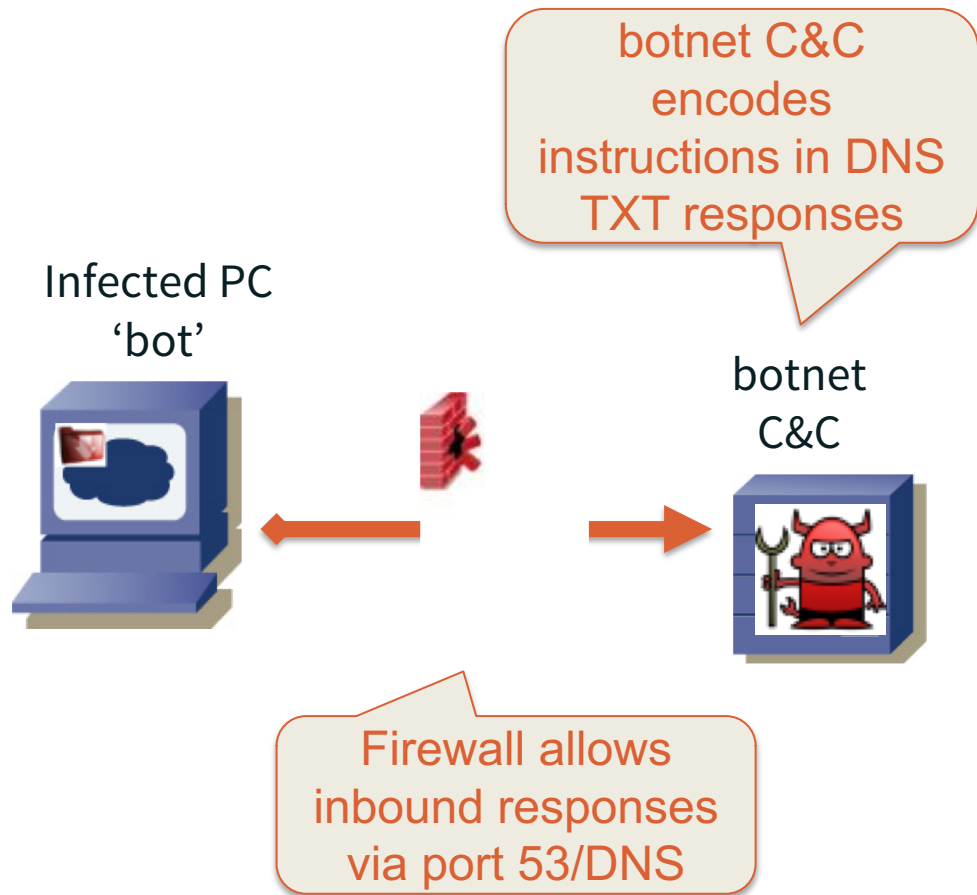 botnet C&C
encodes
instructions in DNS
TXT responses
Infected PC
‘bot’
botnet
C&C
Firewall allows
inbound responses
via port 53/DNS